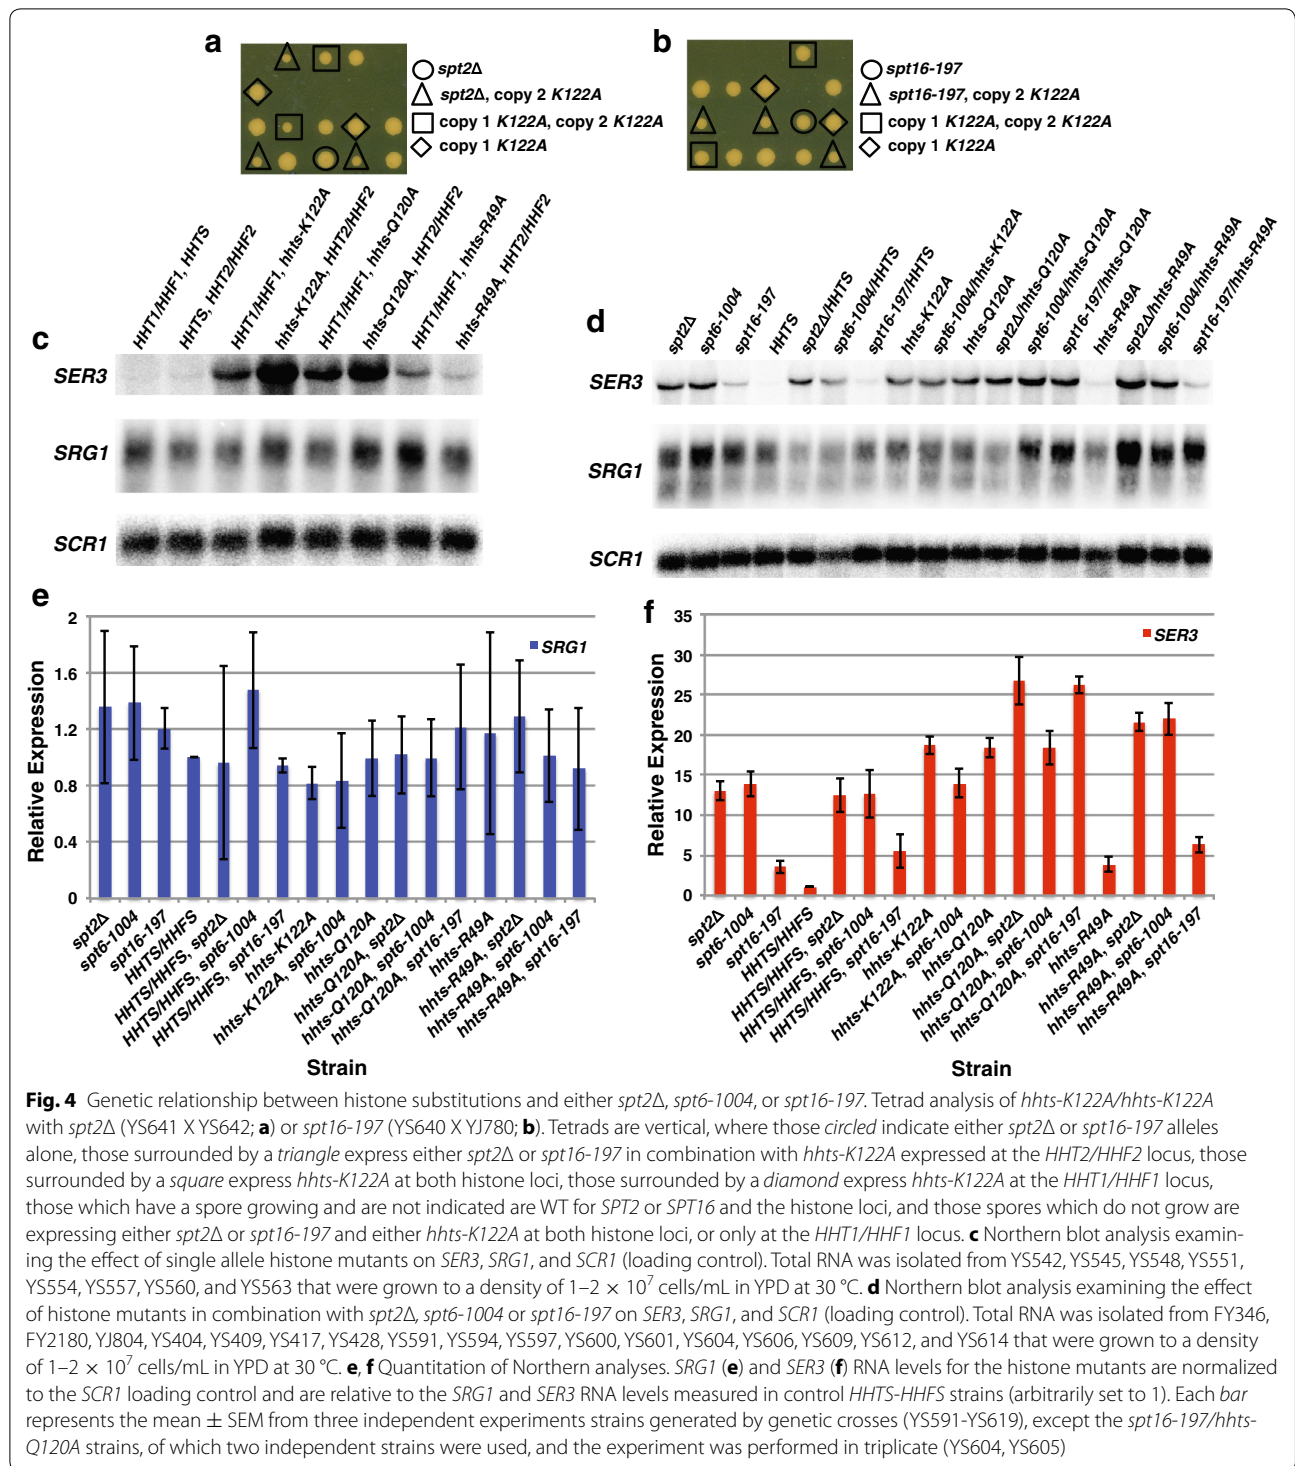 a
spt2Δ
spt2Δ, copy 2 K122A
copy 1 K122A, copy 2 K122A
copy 1 K122A
b
spt16-197
spt16-197, copy 2 K122A
copy 1 K122A, copy 2 K122A
copy 1 K122A
c
HHT1/HHF1, HHTS
HHTS, HHT2/HHF2
HHT1/HHF1, hhts-K122A
hhts-K122A, HHT2/HHF2
HHT1/HHF1, hhts-Q120A
hhts-Q120A, HHT2/HHF2
HHT1/HHF1, hhts-R49A
hhts-R49A, HHT2/HHF2
SER3
SRG1
SCR1
d
spt2Δ
spt6-1004
spt16-197
HHTS
spt2Δ/HHTS
spt6-1004/HHTS
spt16-197/HHTS
hhts-K122A
spt6-1004/hhts-K122A
hhts-Q120A
spt2Δ/hhts-Q120A
spt6-1004/hhts-Q120A
spt16-197/hhts-Q120A
hhts-R49A
spt2Δ/hhts-R49A
spt6-1004/hhts-R49A
spt16-197/hhts-R49A
SER3
SRG1
SCR1
e
Relative Expression
2
1.6
1.2
0.8
0.4
0
SRG1
spt2Δ
spt6-1004
spt16-197
HHTS/HHFS
HHTS/HHFS, spt2Δ
HHTS/HHFS, spt6-1004
HHTS/HHFS, spt16-197
hhts-K122A
hhts-K122A, spt6-1004
hhts-Q120A
hhts-Q120A, spt2Δ
hhts-Q120A, spt6-1004
hhts-Q120A, spt16-197
hhts-R49A
hhts-R49A, spt2Δ
hhts-R49A, spt6-1004
hhts-R49A, spt16-197
Strain
f
Relative Expression
35
30
25
20
15
10
5
0
SER3
spt2Δ
spt6-1004
spt16-197
HHTS/HHFS
HHTS/HHFS, spt2Δ
HHTS/HHFS, spt6-1004
HHTS/HHFS, spt16-197
hhts-K122A
hhts-K122A, spt6-1004
hhts-Q120A
hhts-Q120A, spt2Δ
hhts-Q120A, spt6-1004
hhts-Q120A, spt16-197
hhts-R49A
hhts-R49A, spt2Δ
hhts-R49A, spt6-1004
hhts-R49A, spt16-197
Strain
Fig. 4 Genetic relationship between histone substitutions and either spt2Δ, spt6-1004, or spt16-197. Tetrad analysis of hhts-K122A/hhts-K122A
with spt2Δ (YS641 X YS642; a) or spt16-197 (YS640 X YJ780; b). Tetrads are vertical, where those circled indicate either spt2Δ or spt16-197 alleles
alone, those surrounded by a triangle express either spt2Δ or spt16-197 in combination with hhts-K122A expressed at the HHT2/HHF2 locus, those
surrounded by a square express hhts-K122A at both histone loci, those surrounded by a diamond express hhts-K122A at the HHT1/HHF1 locus,
those which have a spore growing and are not indicated are WT for SPT2 or SPT16 and the histone loci, and those spores which do not grow are
expressing either spt2Δ or spt16-197 and either hhts-K122A at both histone loci, or only at the HHT1/HHF1 locus. c Northern blot analysis examin-
ing the effect of single allele histone mutants on SER3, SRG1, and SCR1 (loading control). Total RNA was isolated from YS542, YS545, YS548, YS551,
YS554, YS557, YS560, and YS563 that were grown to a density of 1–2 × 10⁷ cells/mL in YPD at 30 °C. d Northern blot analysis examining the effect
of histone mutants in combination with spt2Δ, spt6-1004 or spt16-197 on SER3, SRG1, and SCR1 (loading control). Total RNA was isolated from FY346,
FY2180, YJ804, YS404, YS409, YS417, YS428, YS591, YS594, YS597, YS600, YS601, YS604, YS606, YS609, YS612, and YS614 that were grown to a density
of 1–2 × 10⁷ cells/mL in YPD at 30 °C. e, f Quantitation of Northern analyses. SRG1 (e) and SER3 (f) RNA levels for the histone mutants are normalized
to the SCR1 loading control and are relative to the SRG1 and SER3 RNA levels measured in control HHTS-HHFS strains (arbitrarily set to 1). Each bar
represents the mean ± SEM from three independent experiments strains generated by genetic crosses (YS591-YS619), except the spt16-197/hhts-
Q120A strains, of which two independent strains were used, and the experiment was performed in triplicate (YS604, YS605)